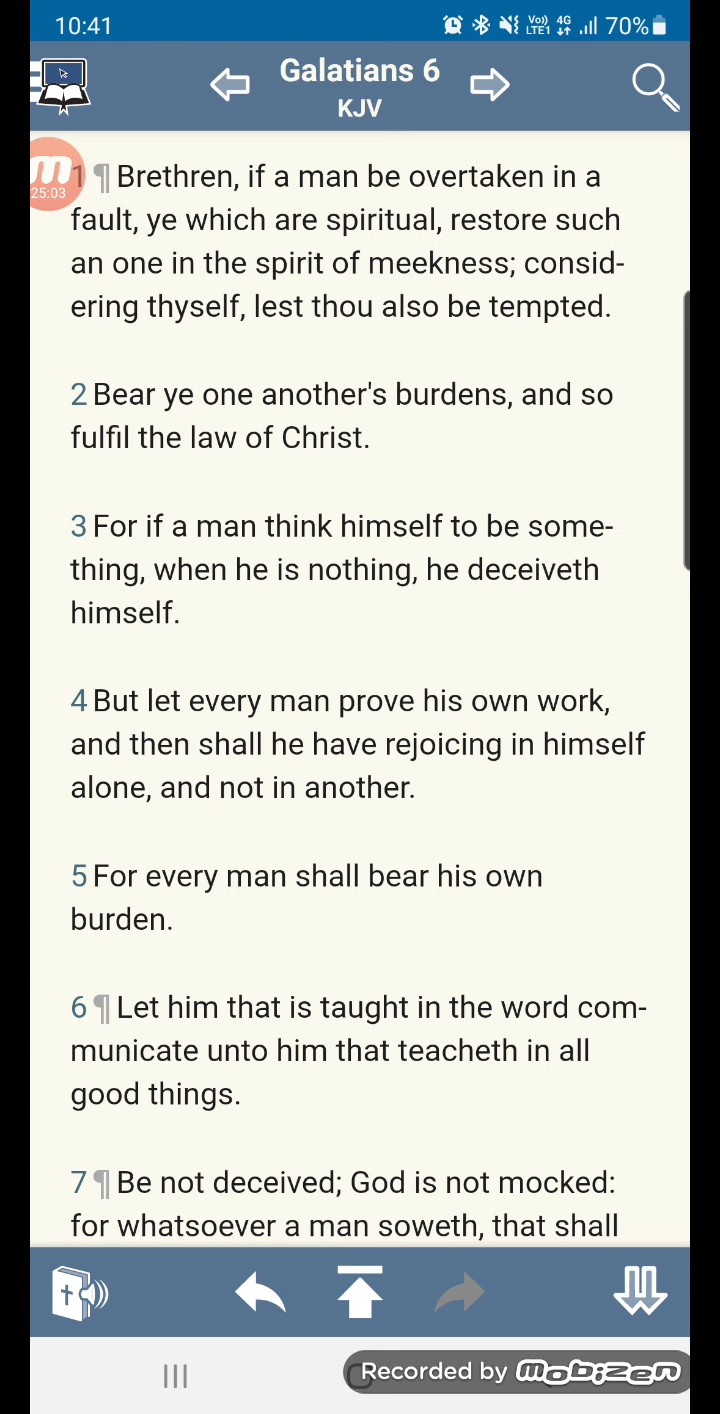 10:41
Vo)) 4G
LTE1 70%
Galatians 6
KJV
m
25:03
1 ¶ Brethren, if a man be overtaken in a
fault, ye which are spiritual, restore such
an one in the spirit of meekness; consid-
ering thyself, lest thou also be tempted.
2 Bear ye one another's burdens, and so
fulfil the law of Christ.
3 For if a man think himself to be some-
thing, when he is nothing, he deceiveth
himself.
4 But let every man prove his own work,
and then shall he have rejoicing in himself
alone, and not in another.
5 For every man shall bear his own
burden.
6 ¶ Let him that is taught in the word com-
municate unto him that teacheth in all
good things.
7 ¶ Be not deceived; God is not mocked:
for whatsoever a man soweth, that shall
Recorded by mobizen